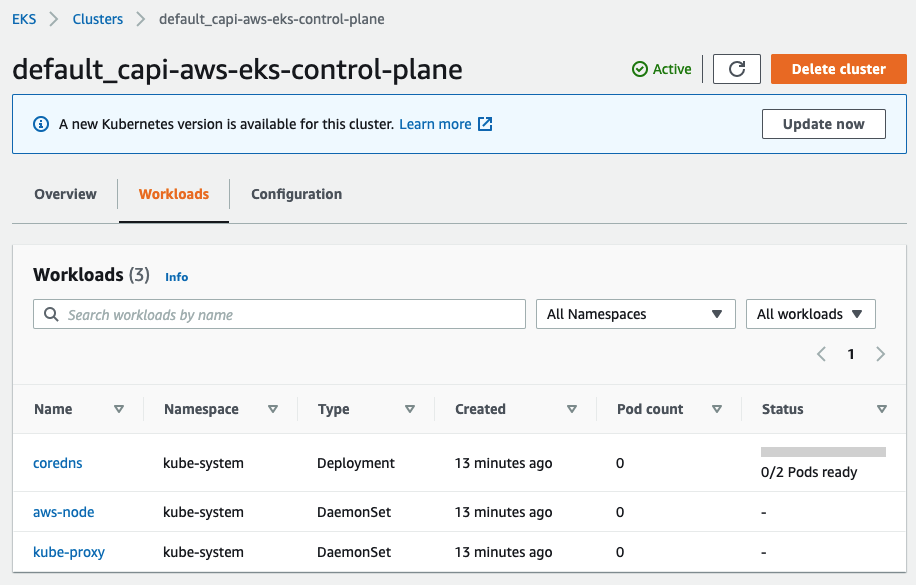 EKS Clusters default_capi-aws-eks-control-plane
default_capi-aws-eks-control-plane Active Delete cluster
A new Kubernetes version is available for this cluster. Learn more Update now
Overview Workloads Configuration
Workloads (3) Info
Search workloads by name All Namespaces All workloads
1
Name Namespace Type Created Pod count Status
coredns kube-system Deployment 13 minutes ago 0 0/2 Pods ready
aws-node kube-system DaemonSet 13 minutes ago 0 -
kube-proxy kube-system DaemonSet 13 minutes ago 0 -